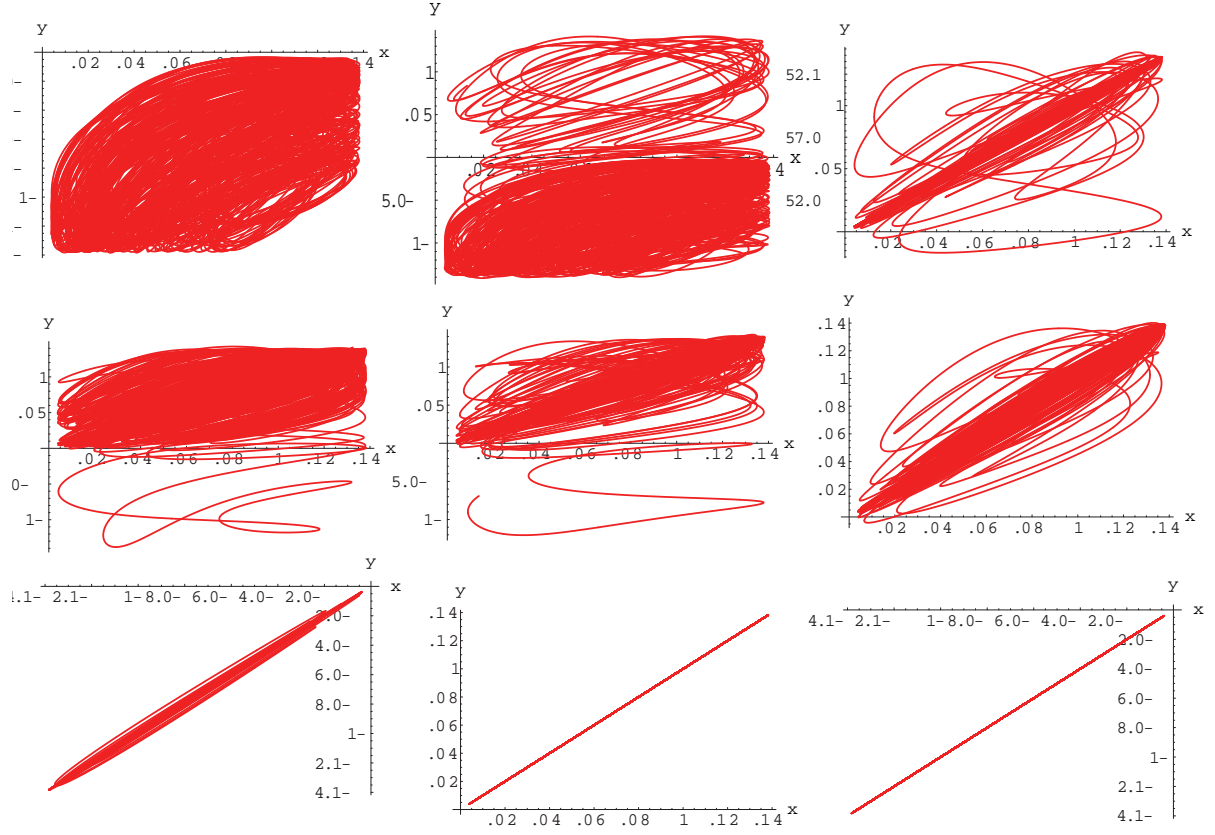 y
x
.02 .04 .06 .08 14
1-
y
1
.05
x
5.0-
1-
y
52.1
1
57.0
.05
52.0
.02 .04 .06 .08 1 .12 .14 x
y
1
.05
x
.02 .04 .06 .08 1 .12 .14
0-
1-
y
1
.05
x
.02 .04 .06 .08 1 .12 .14
5.0-
1-
y
.14
.12
1
.08
.06
.04
.02
x
.02 .04 .06 .08 1 .12 .14
y
x
4.1- 2.1- 1- 8.0- 6.0- 4.0- 2.0-
2.0-
4.0-
6.0-
8.0-
1-
2.1-
4.1-
y
.14
.12
1
.08
.06
.04
.02
x
.02 .04 .06 .08 1 .12 .14
y
x
4.1- 2.1- 1- 8.0- 6.0- 4.0- 2.0-
2.0-
4.0-
6.0-
8.0-
1-
2.1-
4.1-